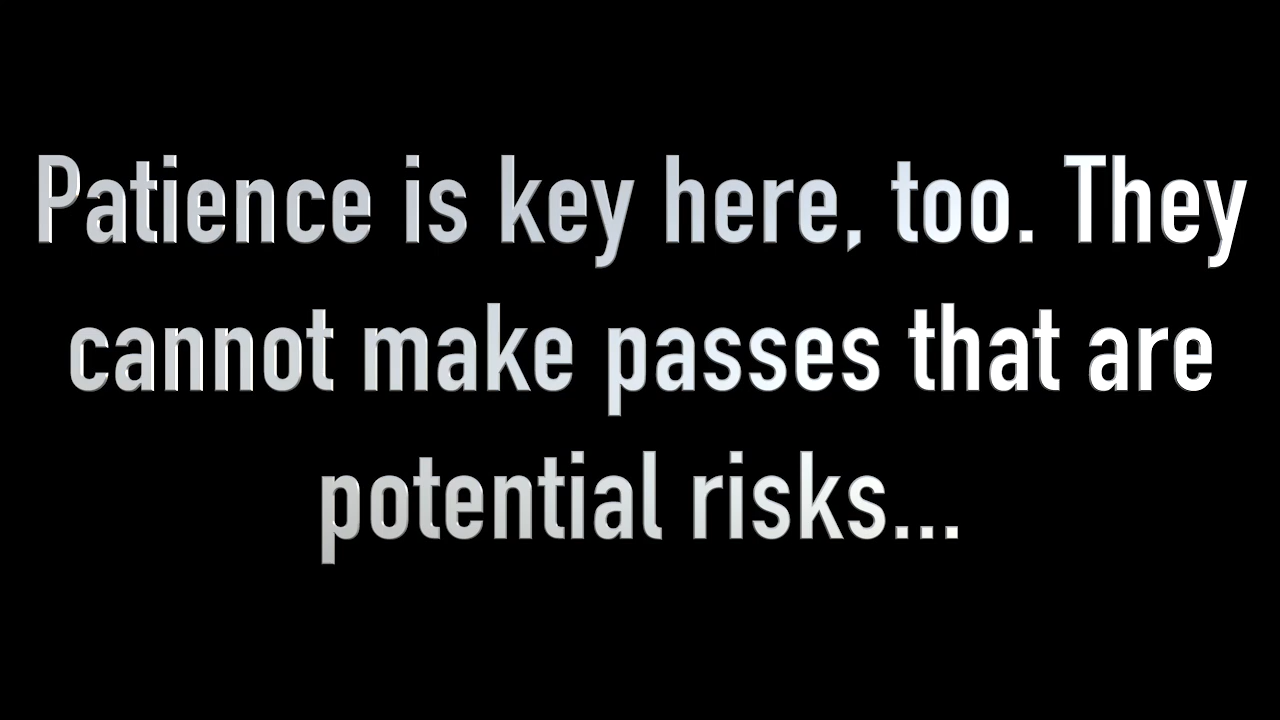 Patience is key here, too. They
cannot make passes that are
potential risks...